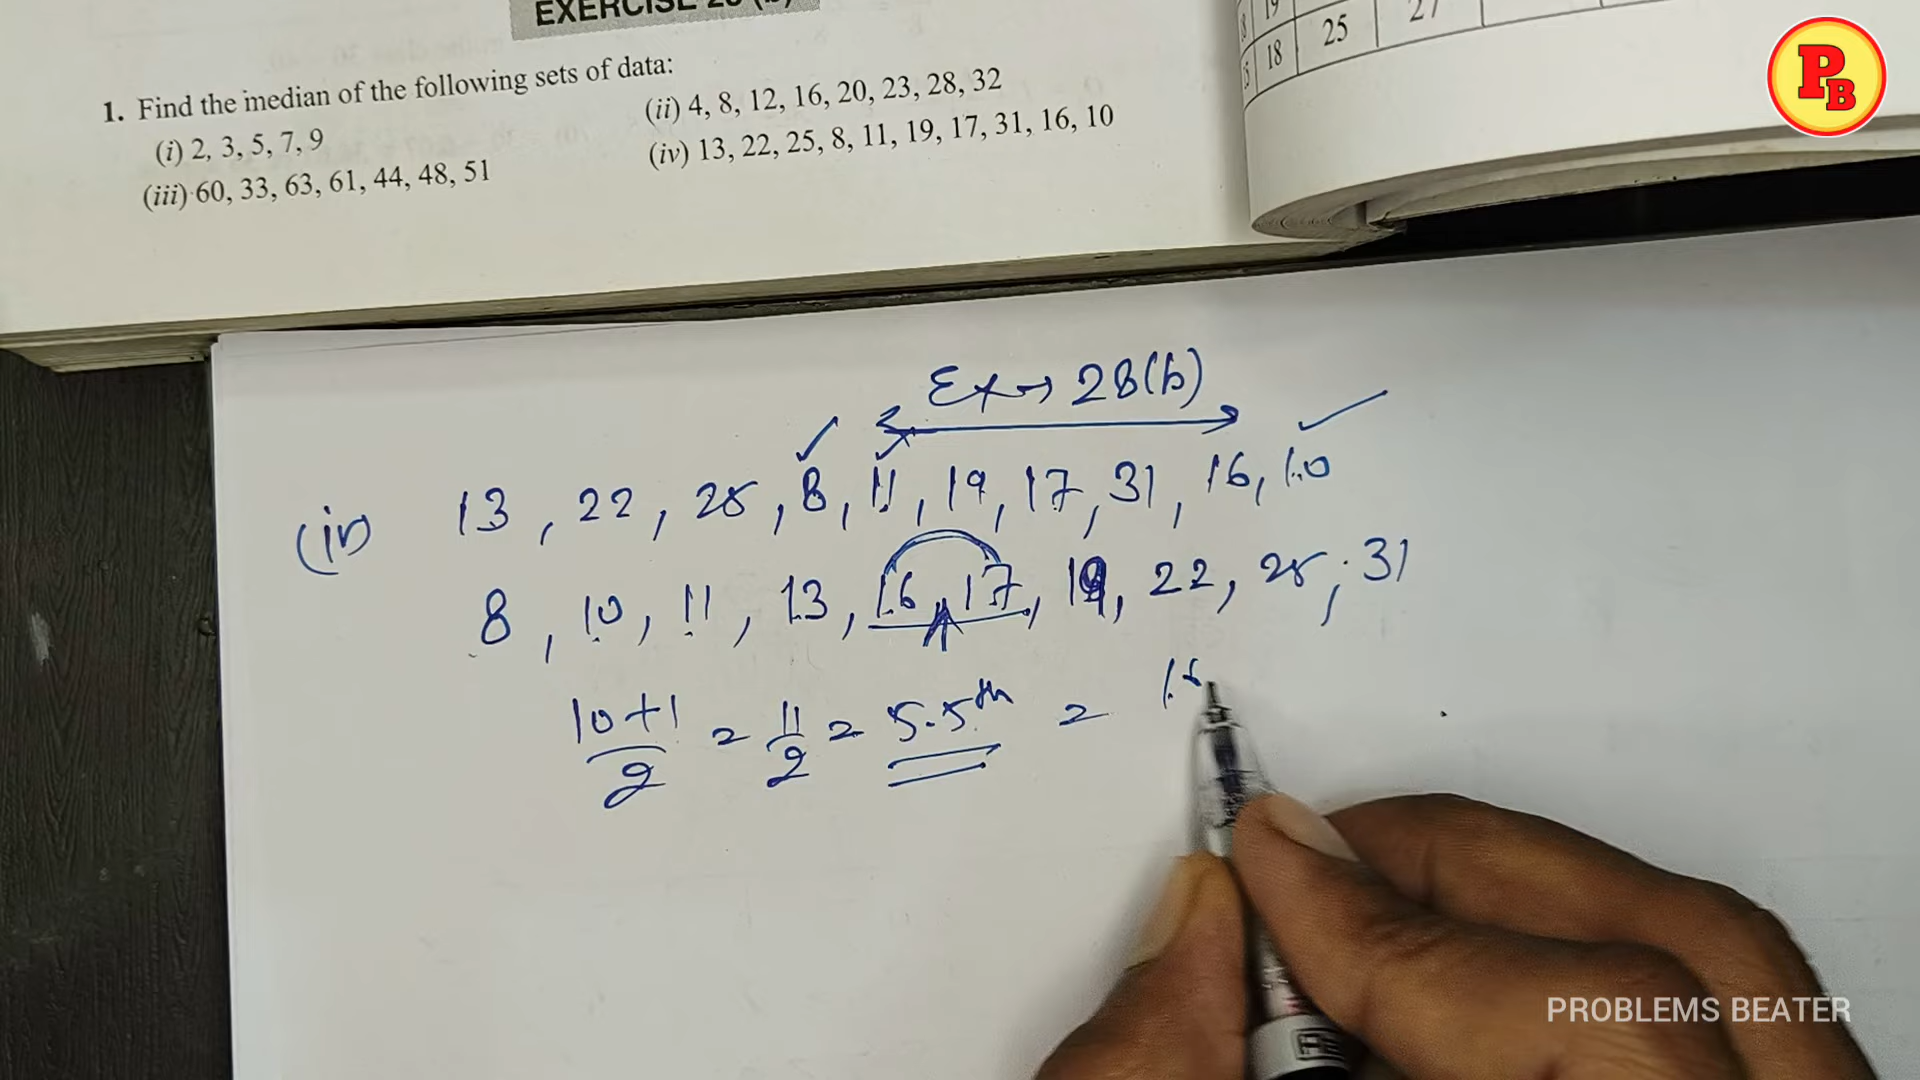 EXERCISE 28 (b)
1. Find the median of the following sets of data:
(i) 2, 3, 5, 7, 9
(ii) 4, 8, 12, 16, 20, 23, 28, 32
(iii) 60, 33, 63, 61, 44, 48, 51
(iv) 13, 22, 25, 8, 11, 19, 17, 31, 16, 10
18 25 27
PB
Ex → 28(b)
(iv) 13, 22, 25, 8, 11, 19, 17, 31, 16, 10
8, 10, 11, 13, 16, 17, 19, 22, 25, 31
10+1/2 = 11/2 = 5.5th = 16
PROBLEMS BEATER